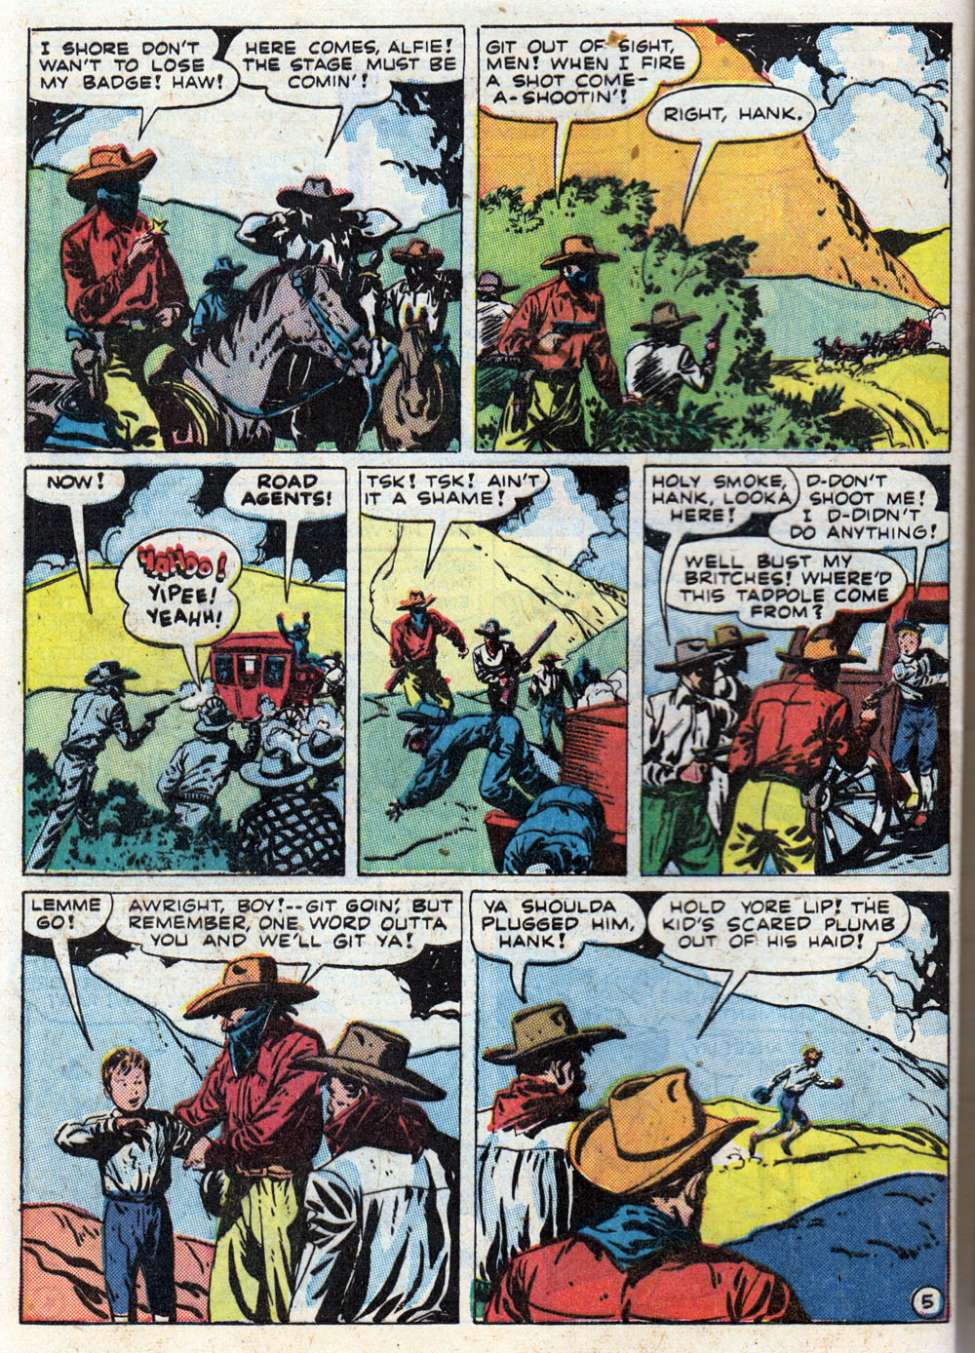 I SHORE DON'T
WAN'T TO LOSE
MY BADGE! HAW!
HERE COMES, ALFIE!
THE STAGE MUST BE
COMIN'!
GIT OUT OF SIGHT,
MEN! WHEN I FIRE
A SHOT COME-
A-SHOOTIN'!
RIGHT, HANK.
NOW!
YAHOO!
YIPEE!
YEAHH!
ROAD
AGENTS!
TSK! TSK! AIN'T
IT A SHAME!
HOLY SMOKE,
HANK, LOOKA
HERE!
D-DON'T
SHOOT ME!
I D-DIDN'T
DO ANYTHING!
WELL BUST MY
BRITCHES! WHERE'D
THIS TADPOLE COME
FROM?
LEMME
GO!
AWRIGHT, BOY!--GIT GOIN', BUT
REMEMBER, ONE WORD OUTTA
YOU AND WE'LL GIT YA!
YA SHOULDA
PLUGGED HIM,
HANK!
HOLD YORE LIP! THE
KID'S SCARED PLUMB
OUT OF HIS HAID!
5